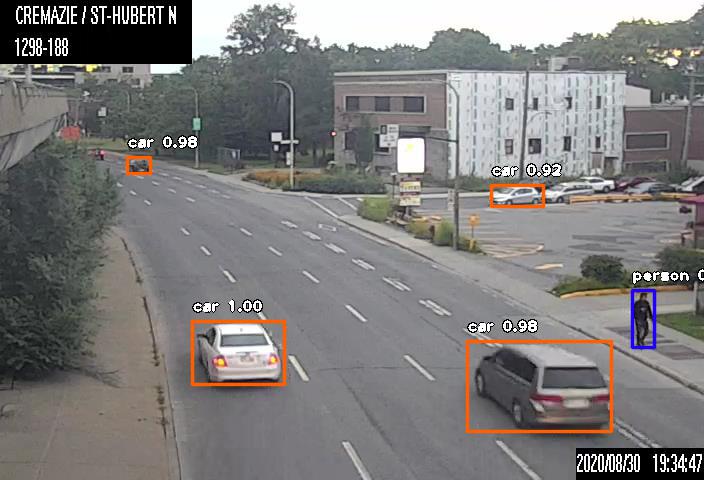 CREMAZIE / ST-HUBERT N
1298-188
car 0.98
car 0.92
person 0
car 1.00
car 0.98
2020/08/30 19:34:47